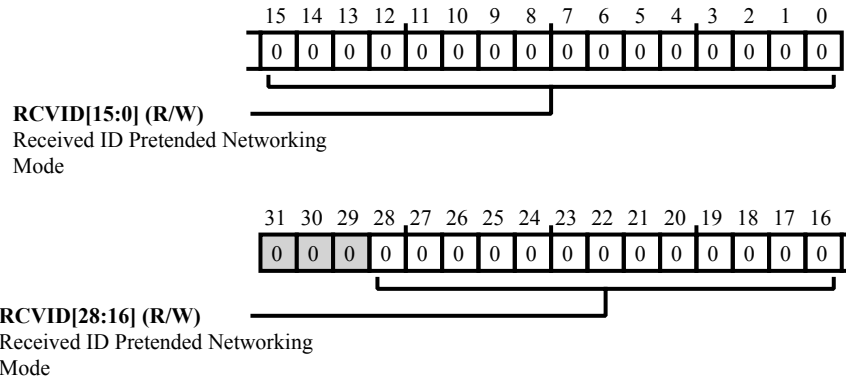 15 14 13 12 11 10 9 8 7 6 5 4 3 2 1 0
0 0 0 0 0 0 0 0 0 0 0 0 0 0 0 0
RCVID[15:0] (R/W)
Received ID Pretended Networking
Mode
31 30 29 28 27 26 25 24 23 22 21 20 19 18 17 16
0 0 0 0 0 0 0 0 0 0 0 0 0 0 0 0
RCVID[28:16] (R/W)
Received ID Pretended Networking
Mode